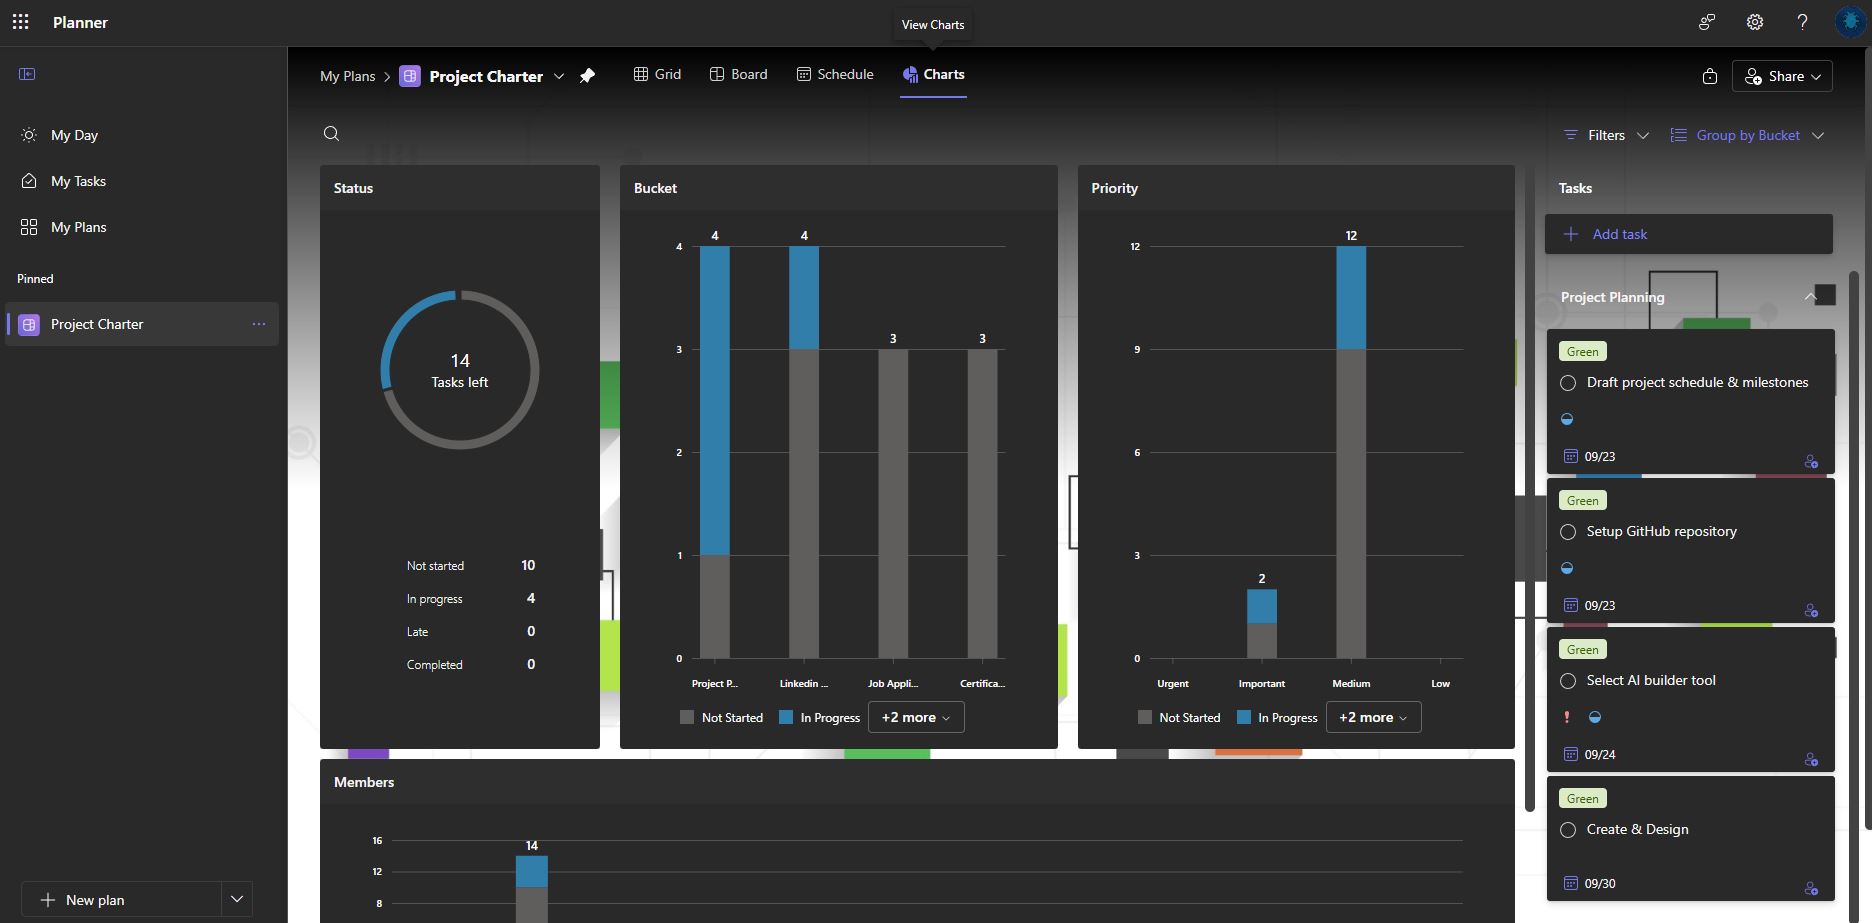 Planner
View Charts
My Plans
Project Charter
Grid
Board
Schedule
Charts
Share
My Day
My Tasks
My Plans
Pinned
Project Charter
New plan
Filters
Group by Bucket
Status
14
Tasks left
Not started 10
In progress 4
Late 0
Completed 0
Bucket
4
3
2
1
0
4
4
3
3
Project P...
Linkedin ...
Job Appli...
Certifica...
Not Started
In Progress
+2 more
Priority
12
9
6
3
0
2
12
Urgent
Important
Medium
Low
Not Started
In Progress
+2 more
Members
16
12
8
14
Tasks
Add task
Project Planning
Green
Draft project schedule & milestones
09/23
Green
Setup GitHub repository
09/23
Green
Select AI builder tool
09/24
Green
Create & Design
09/30